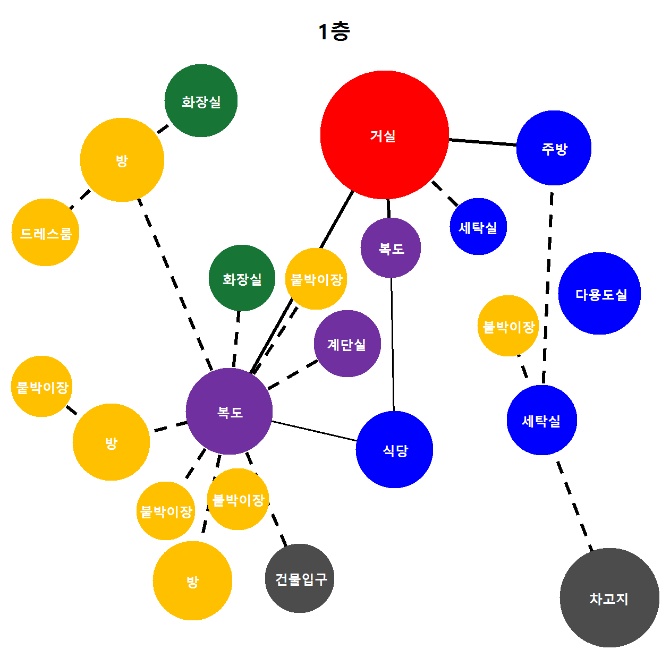 1층
화장실
거실
주방
방
드레스룸
세탁실
복도
화장실
붙박이장
다용도실
붙박이장
계단실
붙박이장
복도
방
식당
세탁실
붙박이장
붙박이장
방
건물입구
차고지